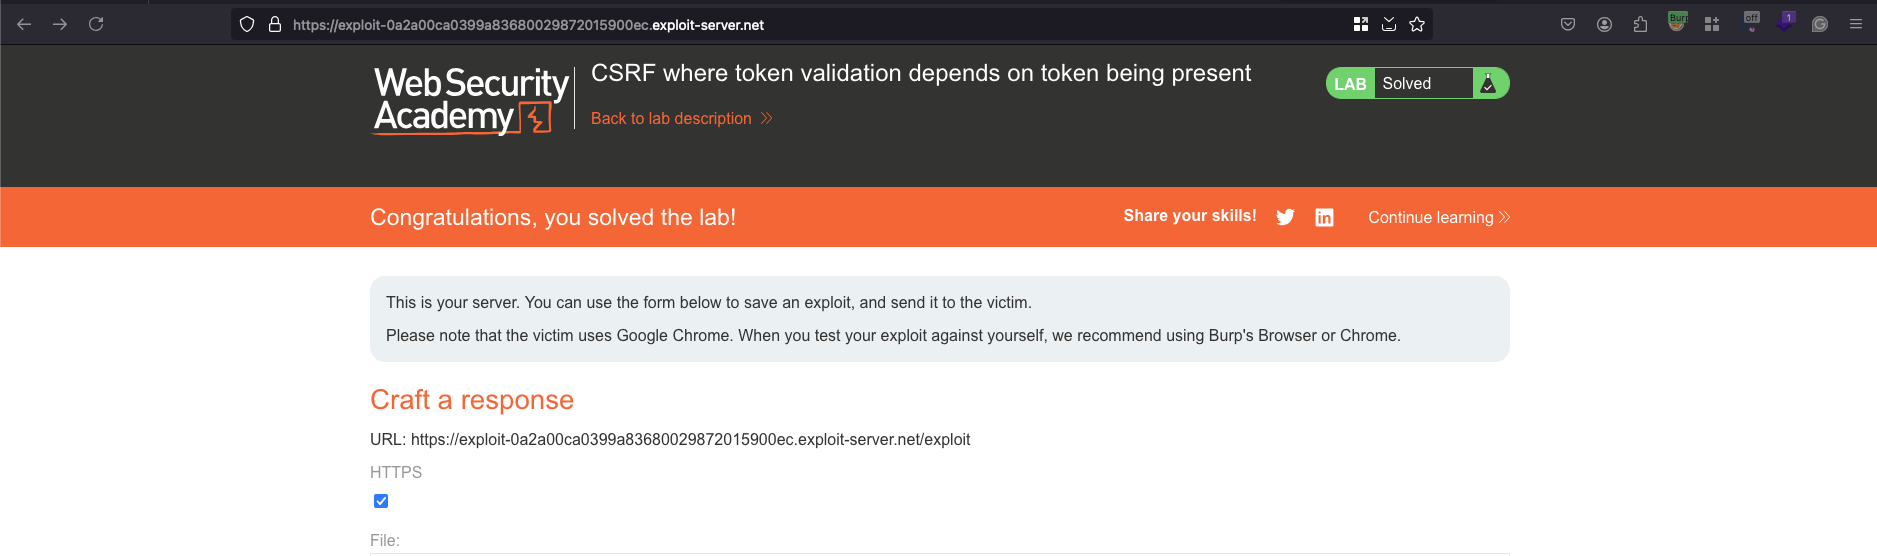 https://exploit-0a2a00ca0399a83680029872015900ec.exploit-server.net
Burp
off
1
WebSecurity
Academy
CSRF where token validation depends on token being present
Back to lab description
LAB Solved
Congratulations, you solved the lab!
Share your skills!
Continue learning
This is your server. You can use the form below to save an exploit, and send it to the victim.
Please note that the victim uses Google Chrome. When you test your exploit against yourself, we recommend using Burp's Browser or Chrome.
Craft a response
URL: https://exploit-0a2a00ca0399a83680029872015900ec.exploit-server.net/exploit
HTTPS
File: